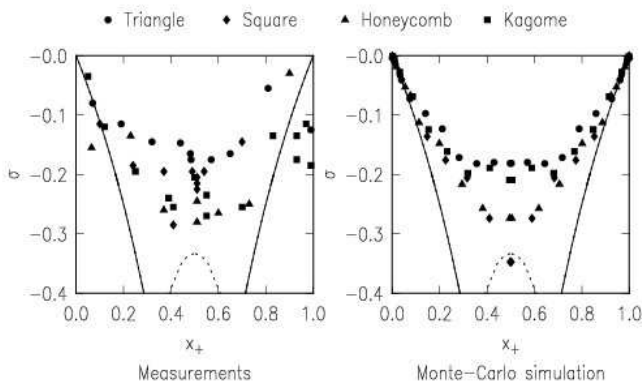 Triangle Square Honeycomb Kagome
−0.0 −0.0
−0.1 −0.1
σ −0.2 σ −0.2
−0.3 −0.3
−0.4 −0.4
0.0 0.2 0.4 0.6 0.8 1.0 0.0 0.2 0.4 0.6 0.8 1.0
x+ x+
Measurements Monte-Carlo simulation